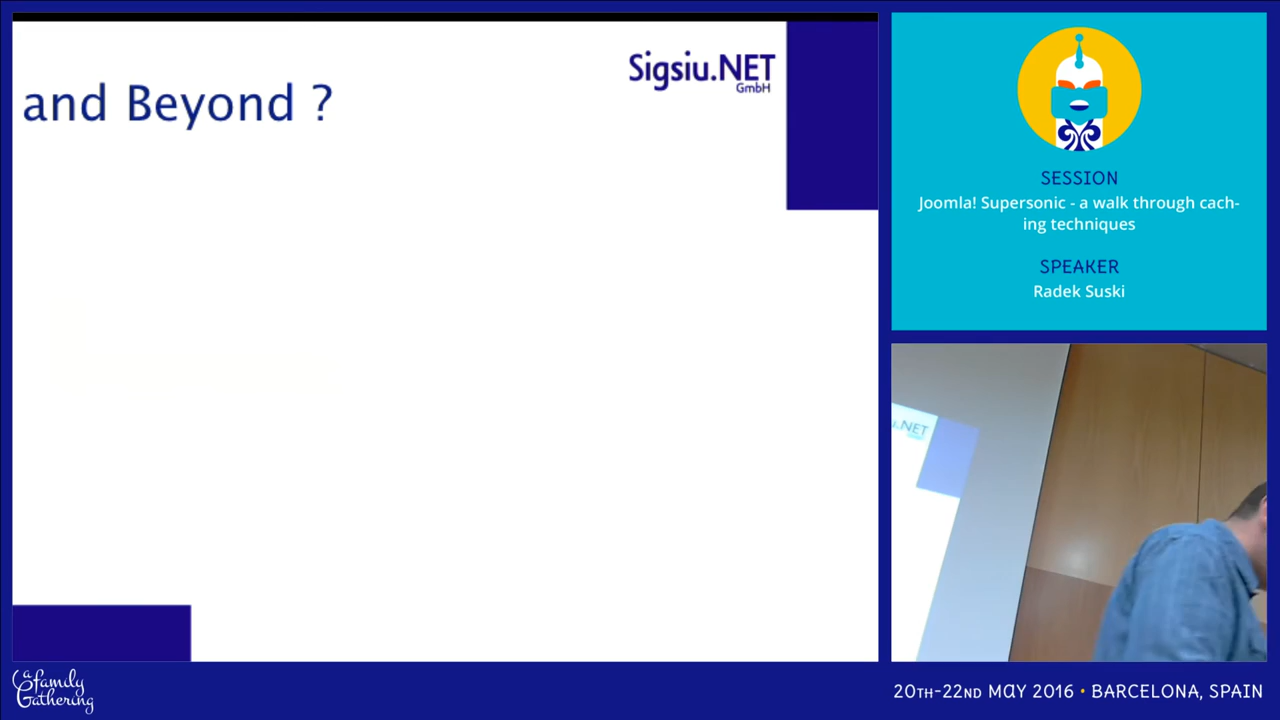 and Beyond ?
Sigsiu.NET
GmbH
SESSION
Joomla! Supersonic - a walk through cach-
ing techniques
SPEAKER
Radek Suski
u.NET
a family
Gathering
20TH-22ND MAY 2016 • BARCELONA, SPAIN